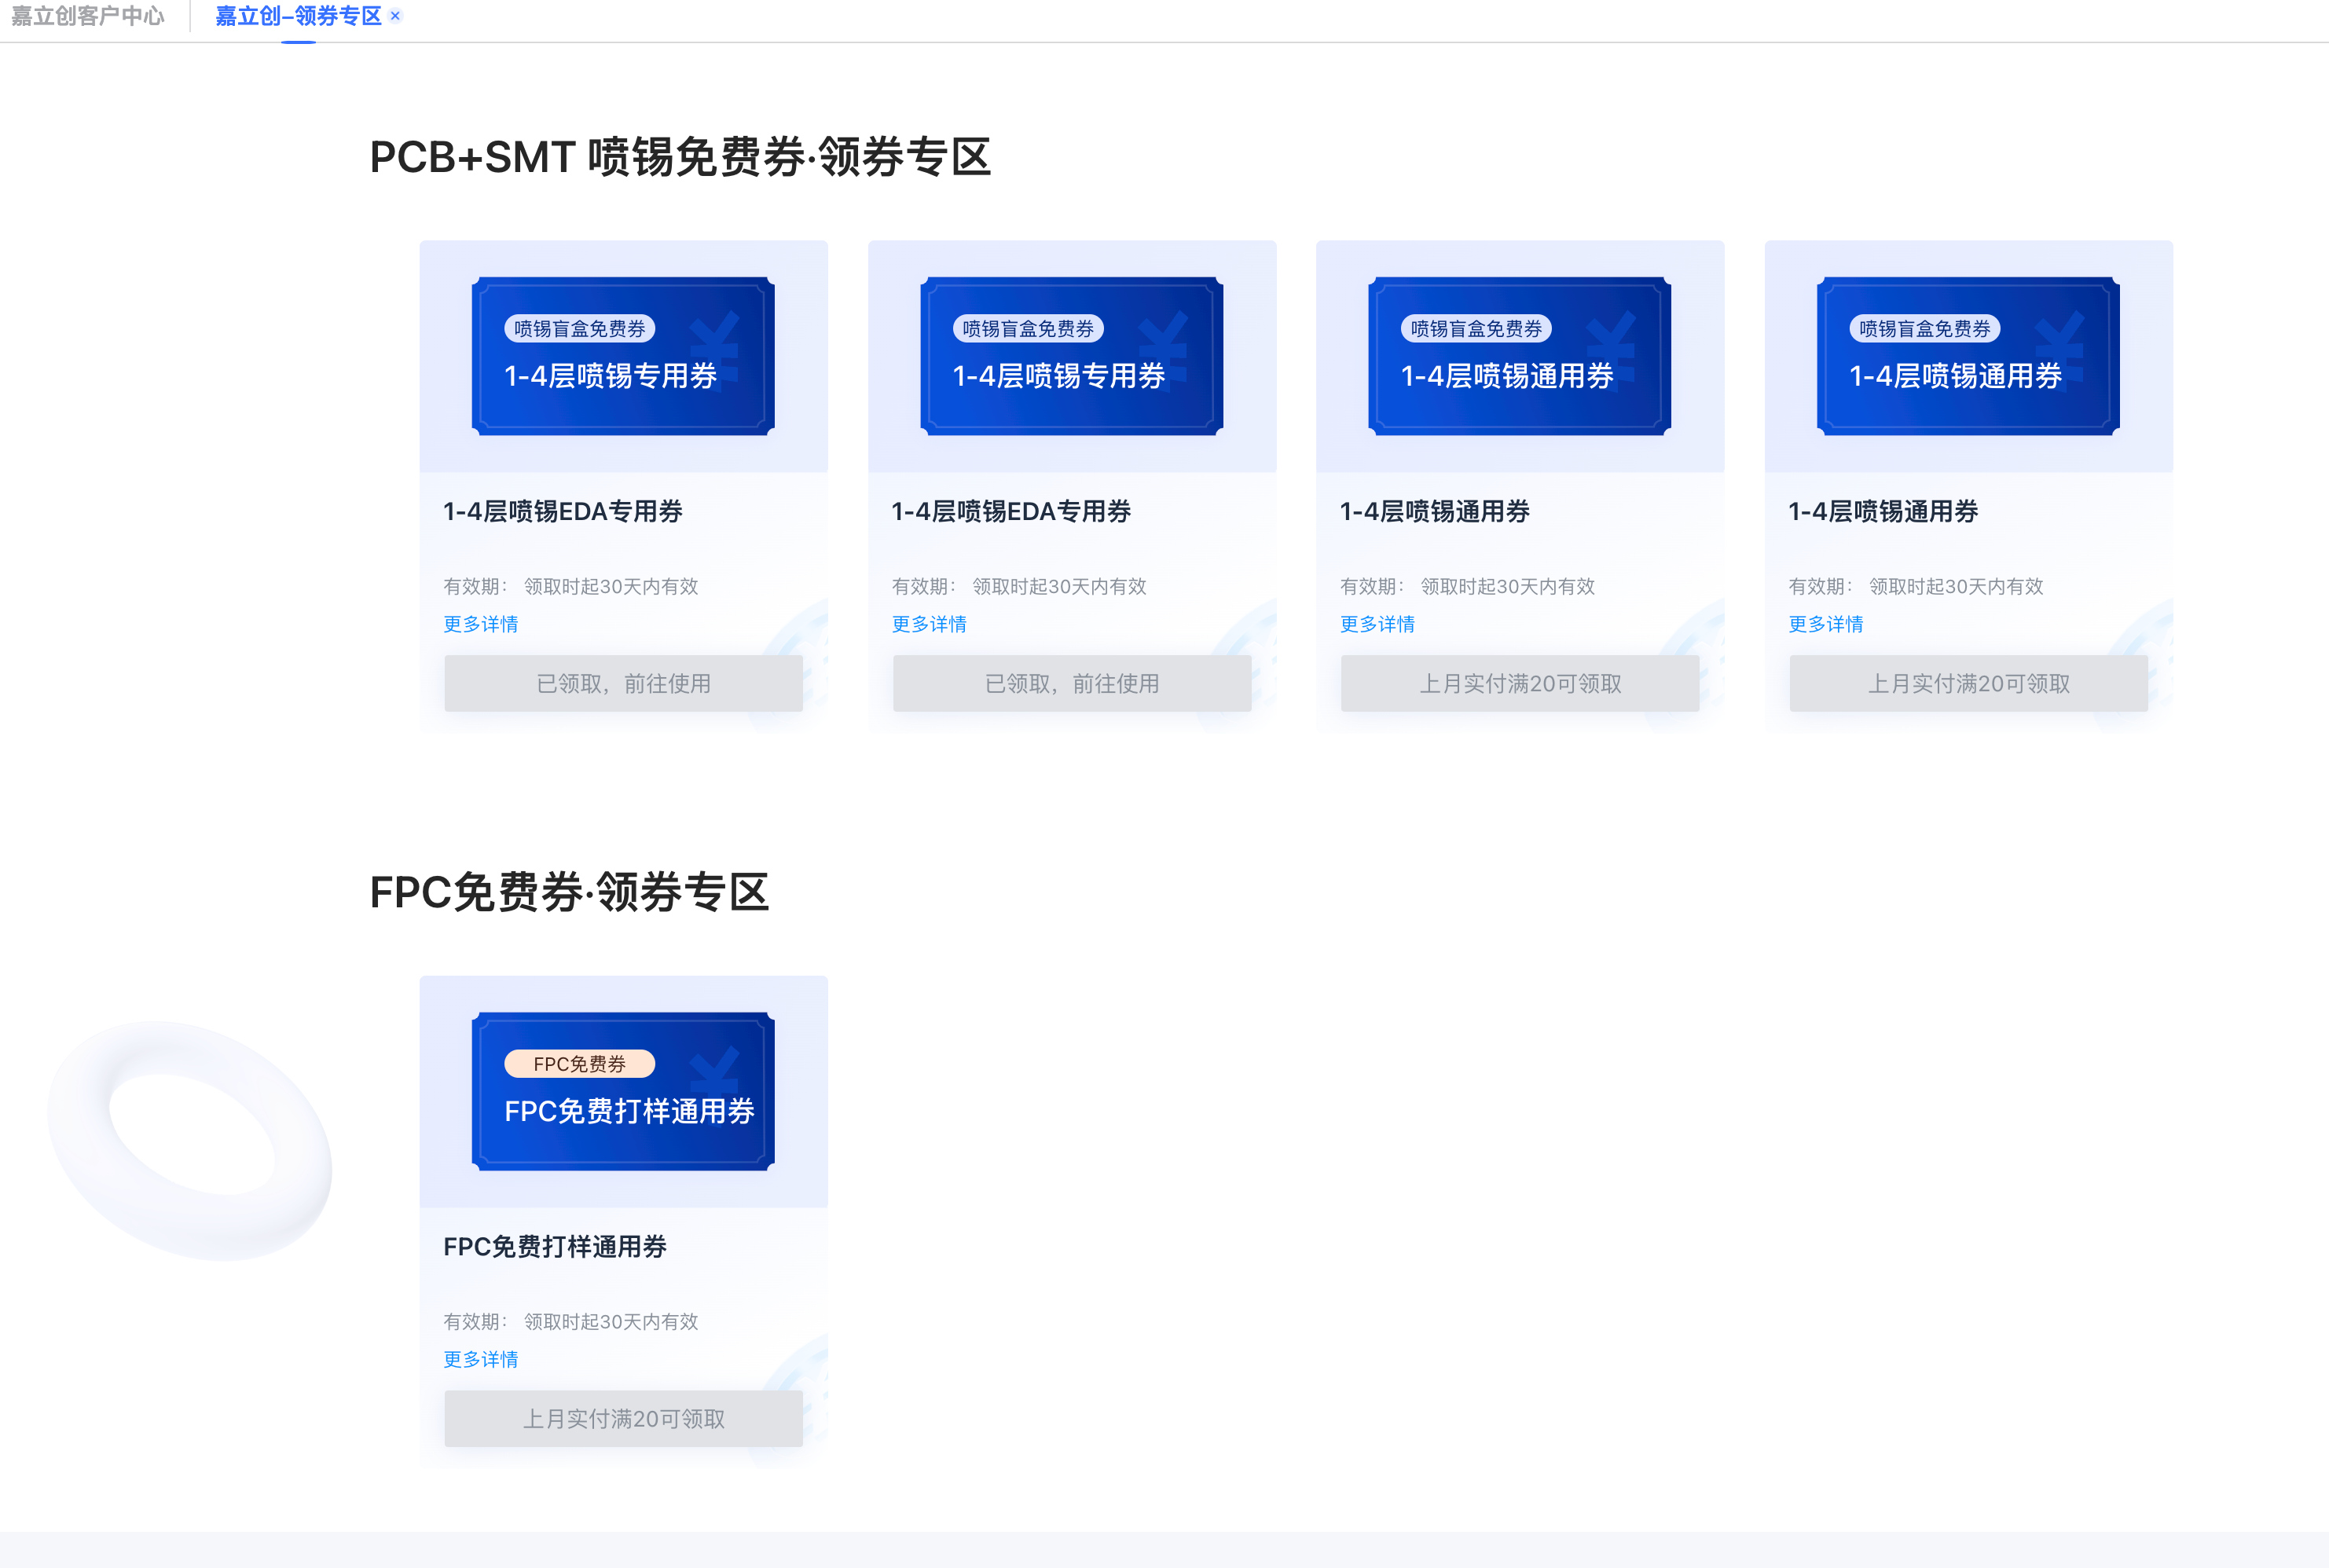 嘉立创客户中心
嘉立创-领券专区
PCB+SMT 喷锡免费券·领券专区
喷锡盲盒免费券
1-4层喷锡专用券
1-4层喷锡EDA专用券
有效期： 领取时起30天内有效
更多详情
已领取，前往使用
喷锡盲盒免费券
1-4层喷锡专用券
1-4层喷锡EDA专用券
有效期： 领取时起30天内有效
更多详情
已领取，前往使用
喷锡盲盒免费券
1-4层喷锡通用券
1-4层喷锡通用券
有效期： 领取时起30天内有效
更多详情
上月实付满20可领取
喷锡盲盒免费券
1-4层喷锡通用券
1-4层喷锡通用券
有效期： 领取时起30天内有效
更多详情
上月实付满20可领取
FPC免费券·领券专区
FPC免费券
FPC免费打样通用券
FPC免费打样通用券
有效期： 领取时起30天内有效
更多详情
上月实付满20可领取